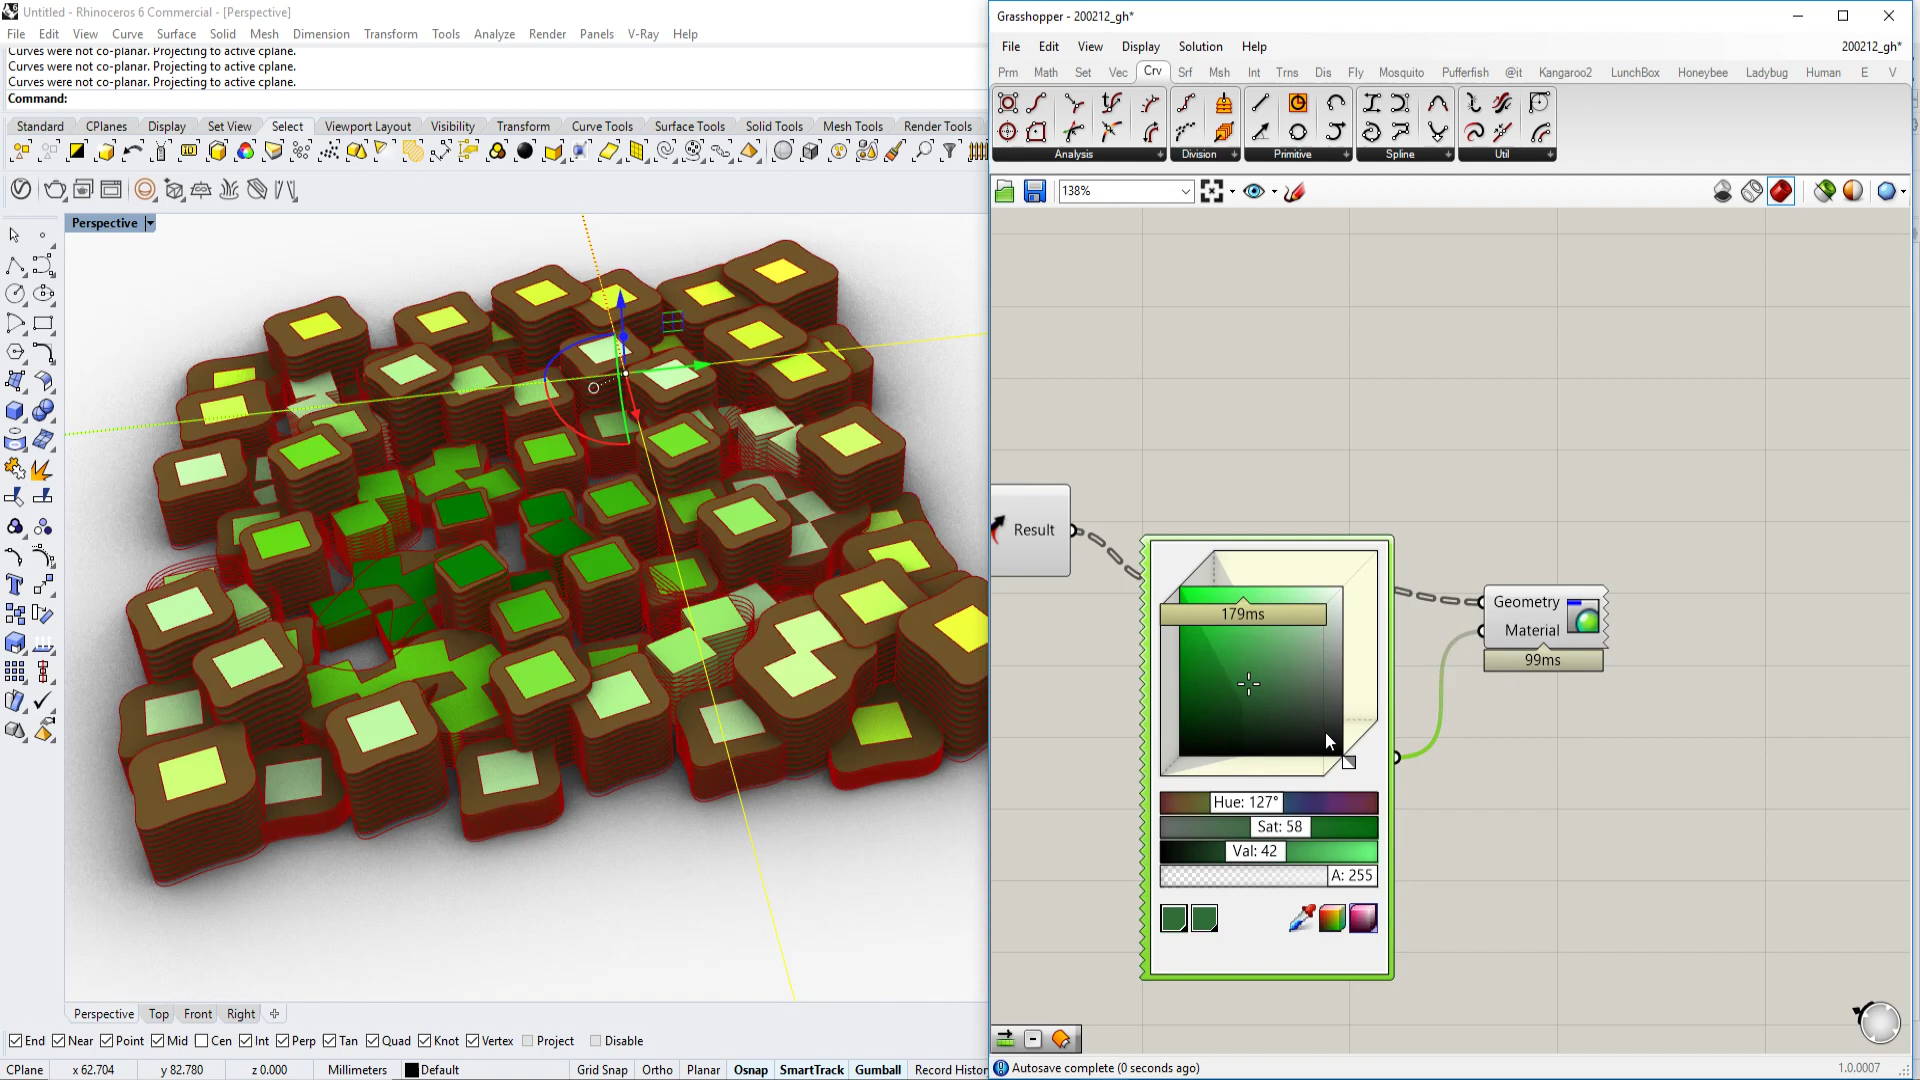 Untitled - Rhinoceros 6 Commercial - [Perspective]
File Edit View Curve Surface Solid Mesh Dimension Transform Tools Analyze Render Panels V-Ray Help
Curves were not co-planar. Projecting to active cplane.
Curves were not co-planar. Projecting to active cplane.
Curves were not co-planar. Projecting to active cplane.
Command:
Standard CPlanes Display Set View Select Viewport Layout Visibility Transform Curve Tools Surface Tools Solid Tools Mesh Tools Render Tools
Perspective
Perspective Top Front Right
End Near Point Mid Cen Int Perp Tan Quad Knot Vertex Project Disable
CPlane x 62.704 y 82.780 z 0.000 Millimeters Default Grid Snap Ortho Planar Osnap SmartTrack Gumball Record Histor
Grasshopper - 200212_gh*
File Edit View Display Solution Help 200212_gh*
Prm Math Set Vec Crv Srf Msh Int Trns Dis Fly Mosquito Pufferfish @it Kangaroo2 LunchBox Honeybee Ladybug Human E V
Analysis Division Primitive Spline Util
138%
Result
179ms
Geometry
Material
99ms
Hue: 127°
Sat: 58
Val: 42
A: 255
Autosave complete (0 seconds ago) 1.0.0007